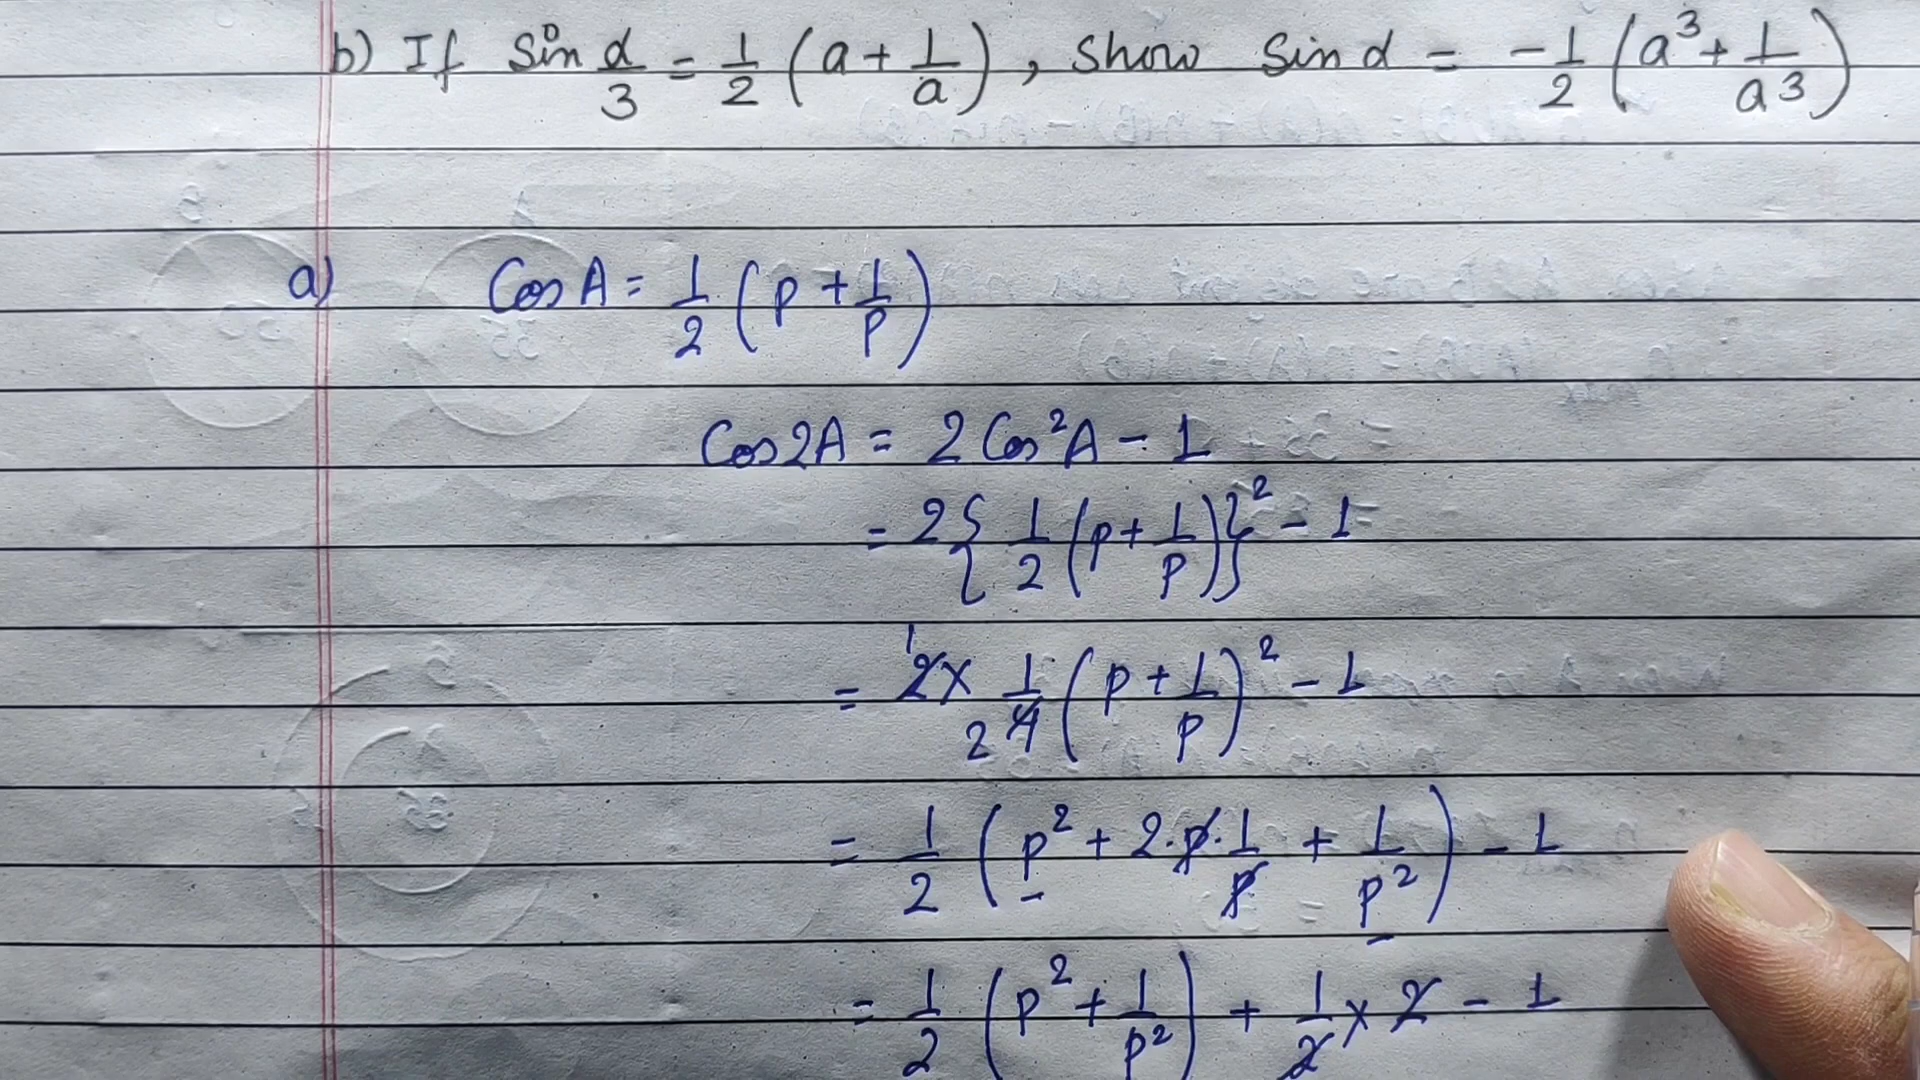 b) If Sin α/3 = 1/2 (a + 1/a), Show Sin α = -1/2 (a³ + 1/a³)
a) Cos A = 1/2 (p + 1/p)
Cos 2A = 2 Cos²A - 1
= 2{1/2 (p + 1/p)}² - 1
= 2 × 1/4 (p + 1/p)² - 1
= 1/2 (p² + 2·p·1/p + 1/p²) - 1
= 1/2 (p² + 1/p²) + 1/2 × 2 - 1